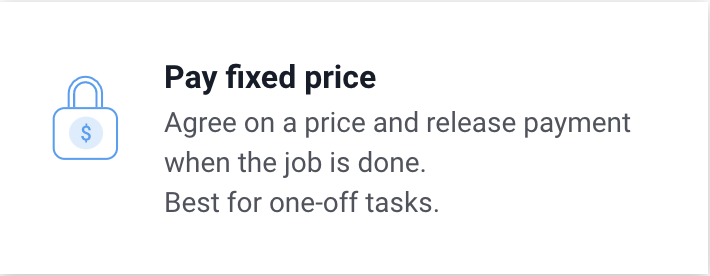 Pay fixed price
$
Agree on a price and release payment
when the job is done.
Best for one-off tasks.